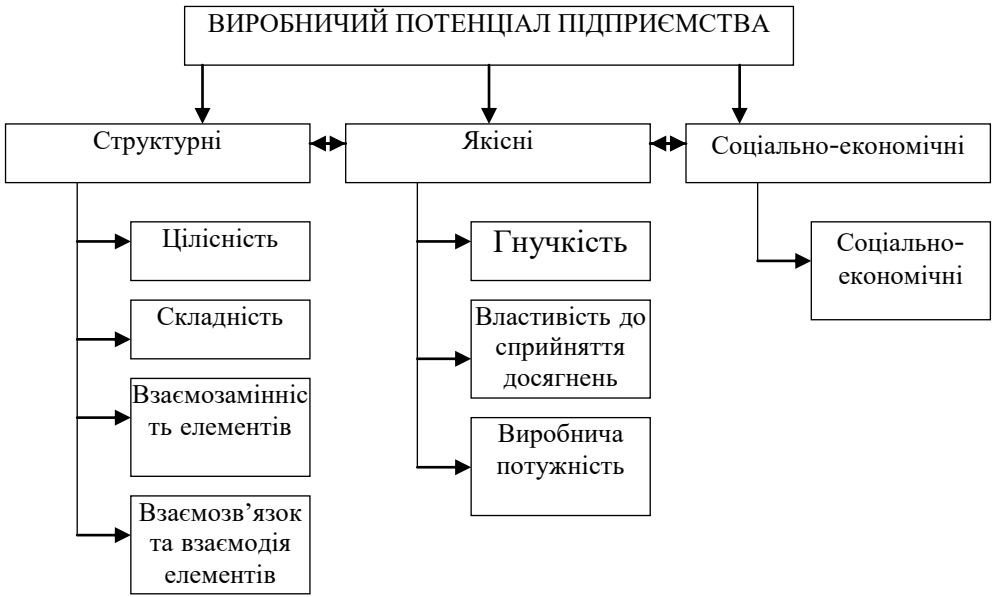 ВИРОБНИЧИЙ ПОТЕНЦІАЛ ПІДПРИЄМСТВА
Структурні
Якісні
Соціально-економічні
Цілісність
Складність
Взаємозамінніс
ть елементів
Взаємозв’язок
та взаємодія
елементів
Гнучкість
Властивість до
сприйняття
досягнень
Виробнича
потужність
Соціально-
економічні